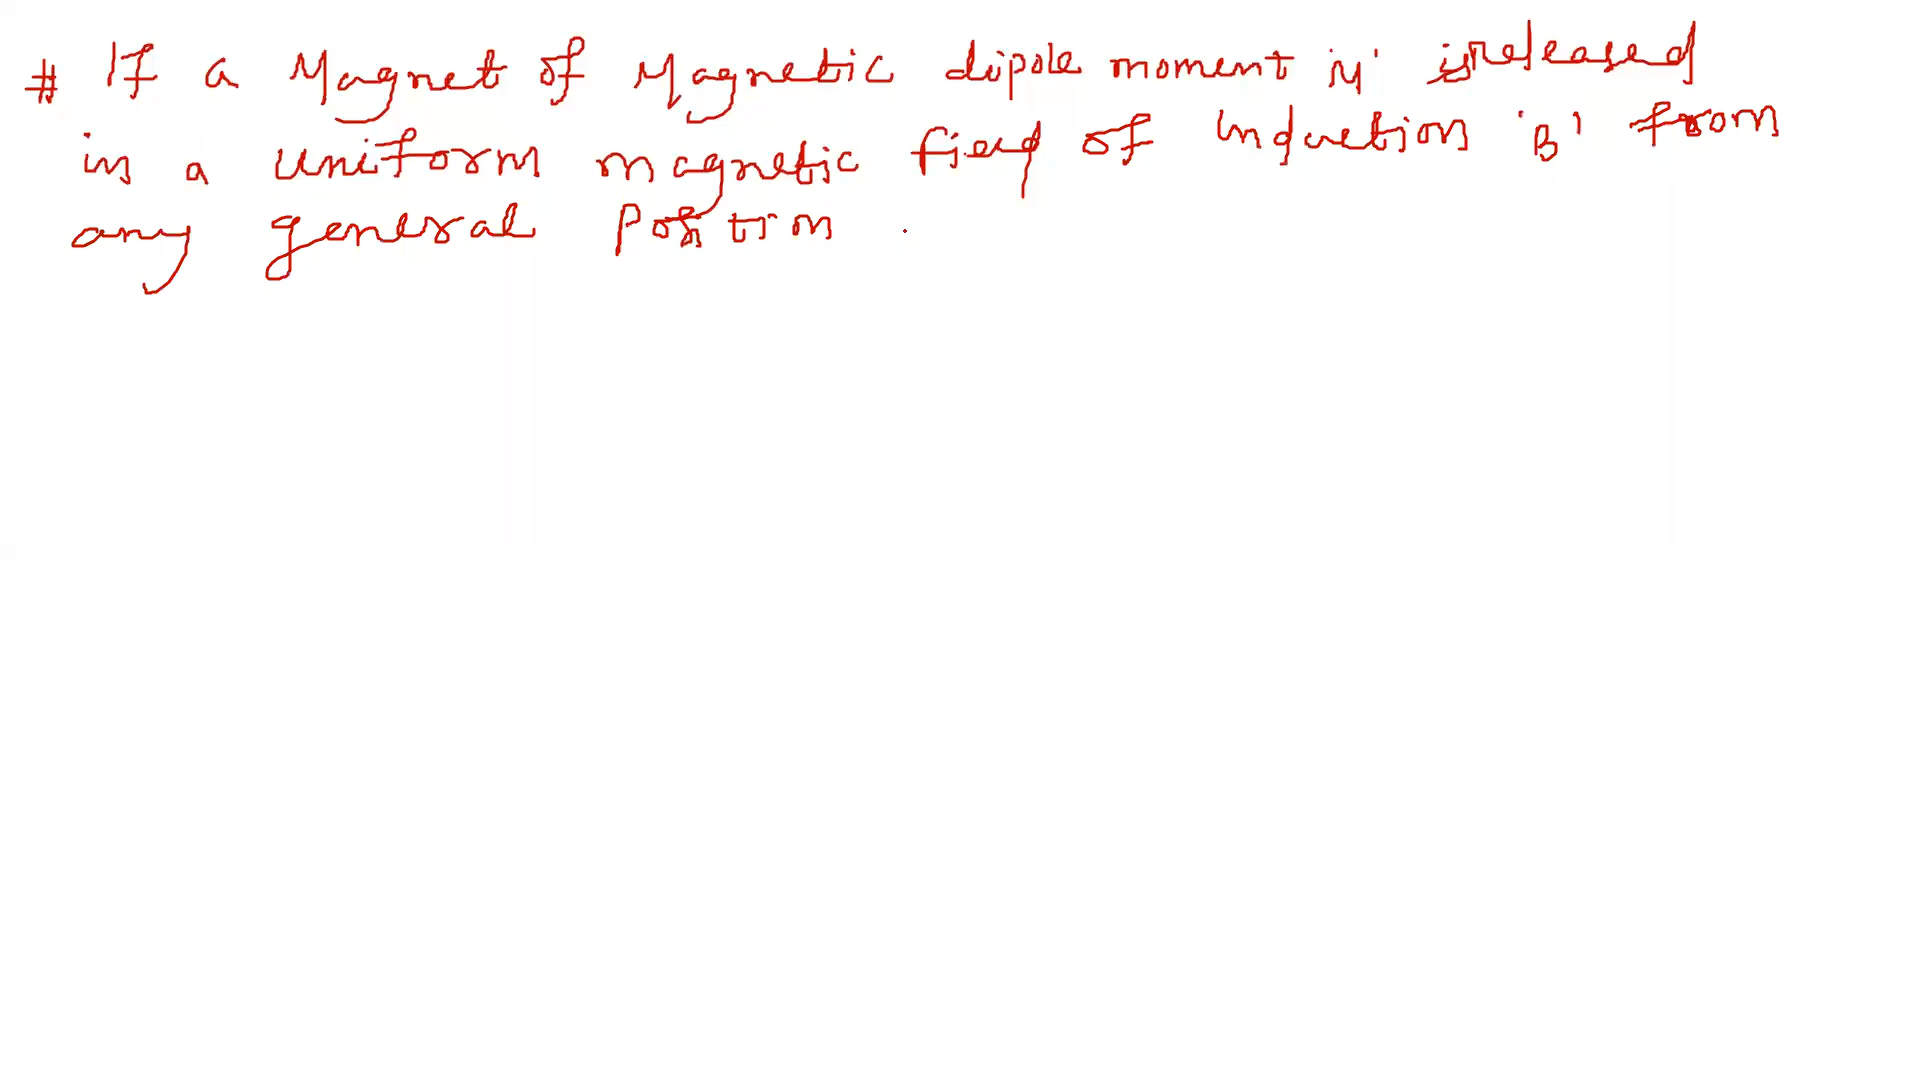 # If a Magnet of Magnetic dipole moment 'M' is released
in a uniform magnetic field of induction 'B' from
any general Position .